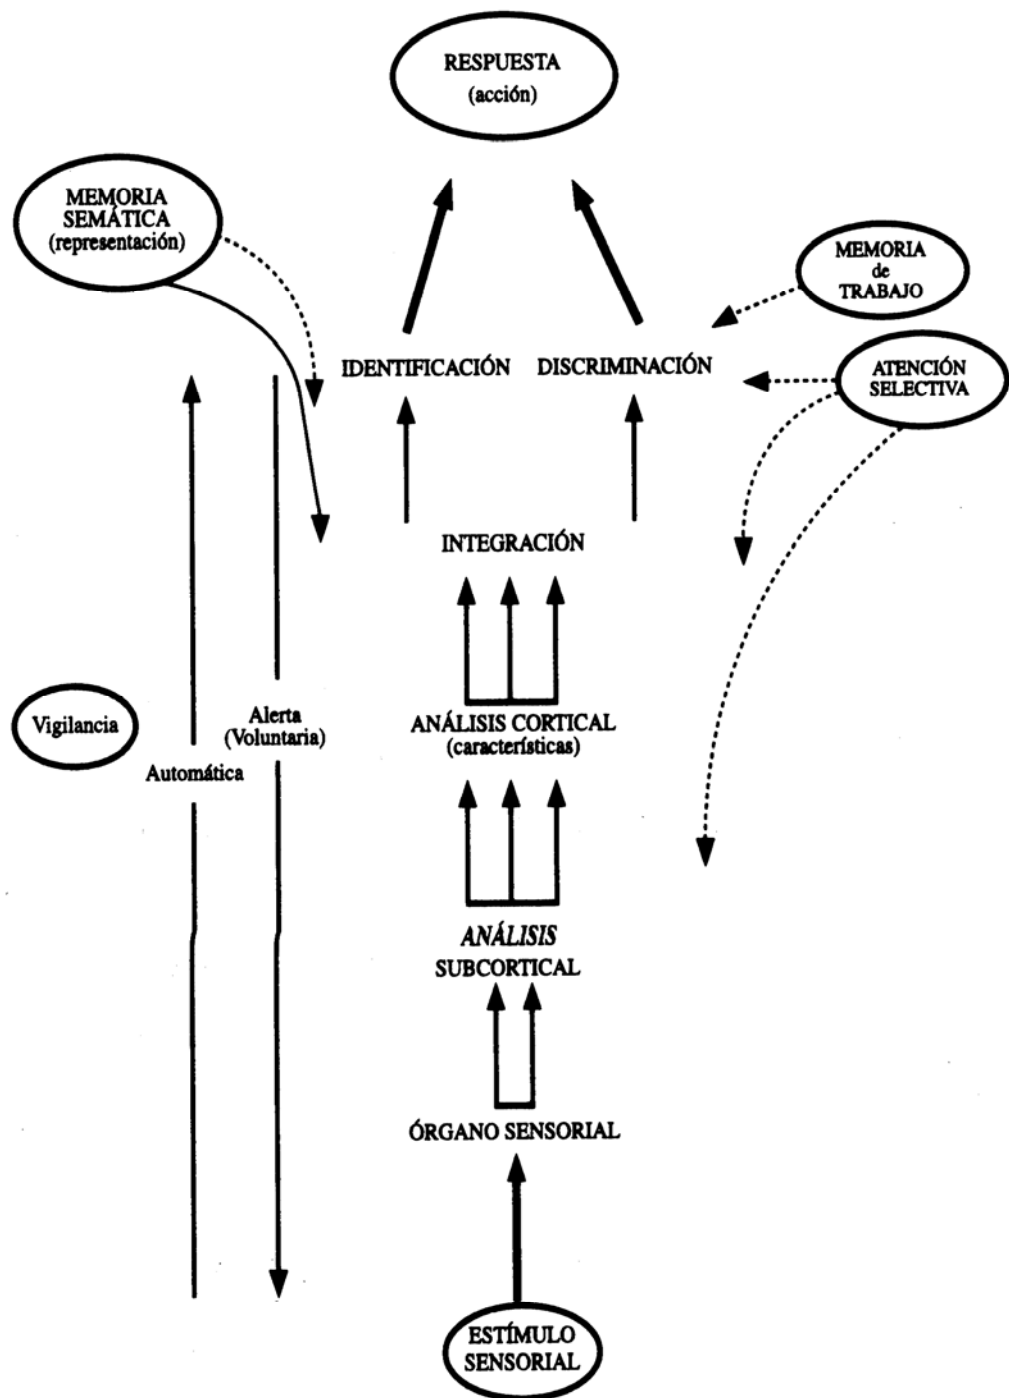 RESPUESTA
(acción)
MEMORIA
SEMÁTICA
(representación)
MEMORIA
de
TRABAJO
IDENTIFICACIÓN
DISCRIMINACIÓN
ATENCIÓN
SELECTIVA
INTEGRACIÓN
Vigilancia
Automática
Alerta
(Voluntaria)
ANÁLISIS CORTICAL
(características)
ANÁLISIS
SUBCORTICAL
ÓRGANO SENSORIAL
ESTÍMULO
SENSORIAL